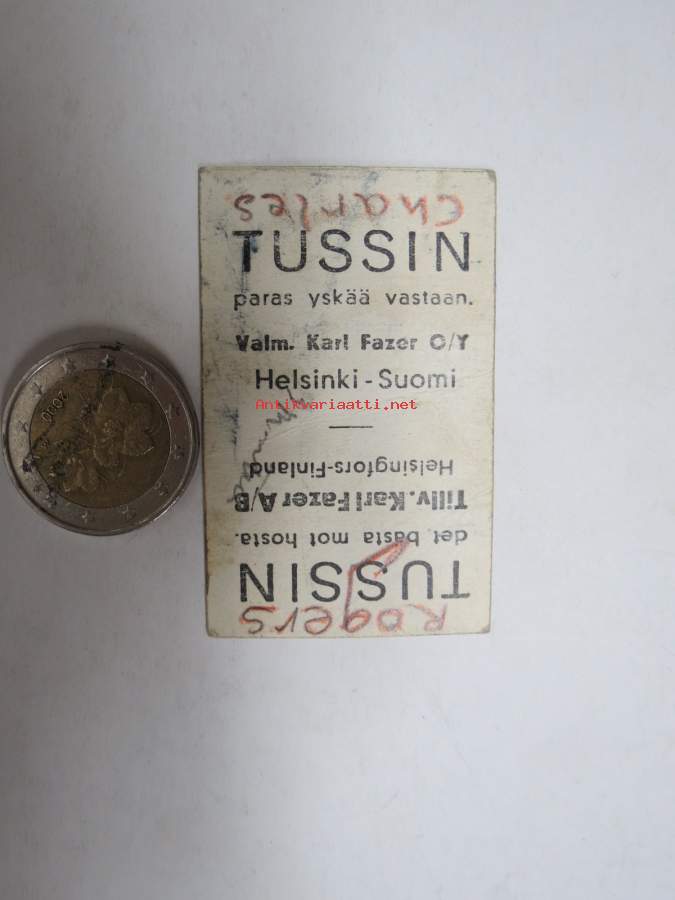 Charles
TUSSIN
paras yskää vastaan.
Valm. Karl Fazer O/Y
Helsinki - Suomi
Antikvariaatti.net
TUSSIN
det bästa mot hosta.
Tillv. Karl Fazer A/B
Helsingfors-Finland
Rogers
2000